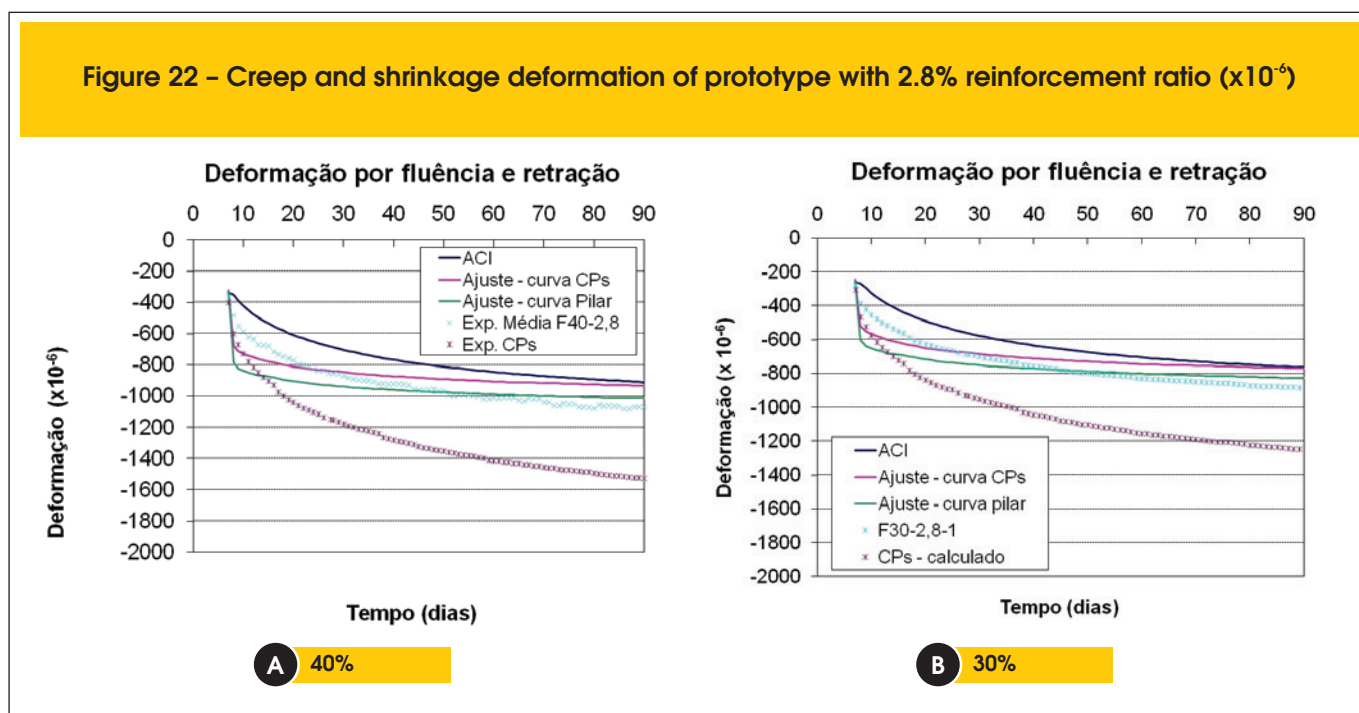 Figure 22 – Creep and shrinkage deformation of prototype with 2.8% reinforcement ratio (x10⁻⁶)
Deformação por fluência e retração
0 10 20 30 40 50 60 70 80 90
0
-200
-400
-600
-800
-1000
-1200
-1400
-1600
-1800
-2000
Deformação (x10⁻⁶)
ACI
Ajuste - curva CPs
Ajuste - curva Pilar
Exp. Média F40-2,8
Exp. CPs
Tempo (dias)
A 40%
Deformação por fluência e retração
0 10 20 30 40 50 60 70 80 90
0
-200
-400
-600
-800
-1000
-1200
-1400
-1600
-1800
-2000
Deformação (x 10⁻⁶)
ACI
Ajuste - curva CPs
Ajuste - curva pilar
F30-2,8-1
CPs - calculado
Tempo (dias)
B 30%